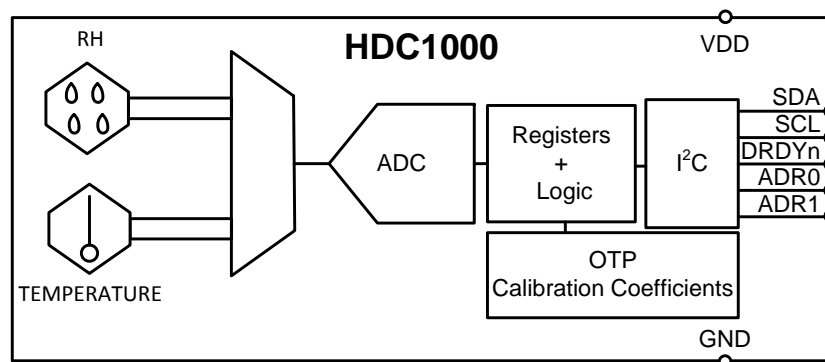 RH
HDC1000
VDD
TEMPERATURE
ADC
Registers
+
Logic
I²C
SDA
SCL
DRDYn
ADR0
ADR1
OTP
Calibration Coefficients
GND